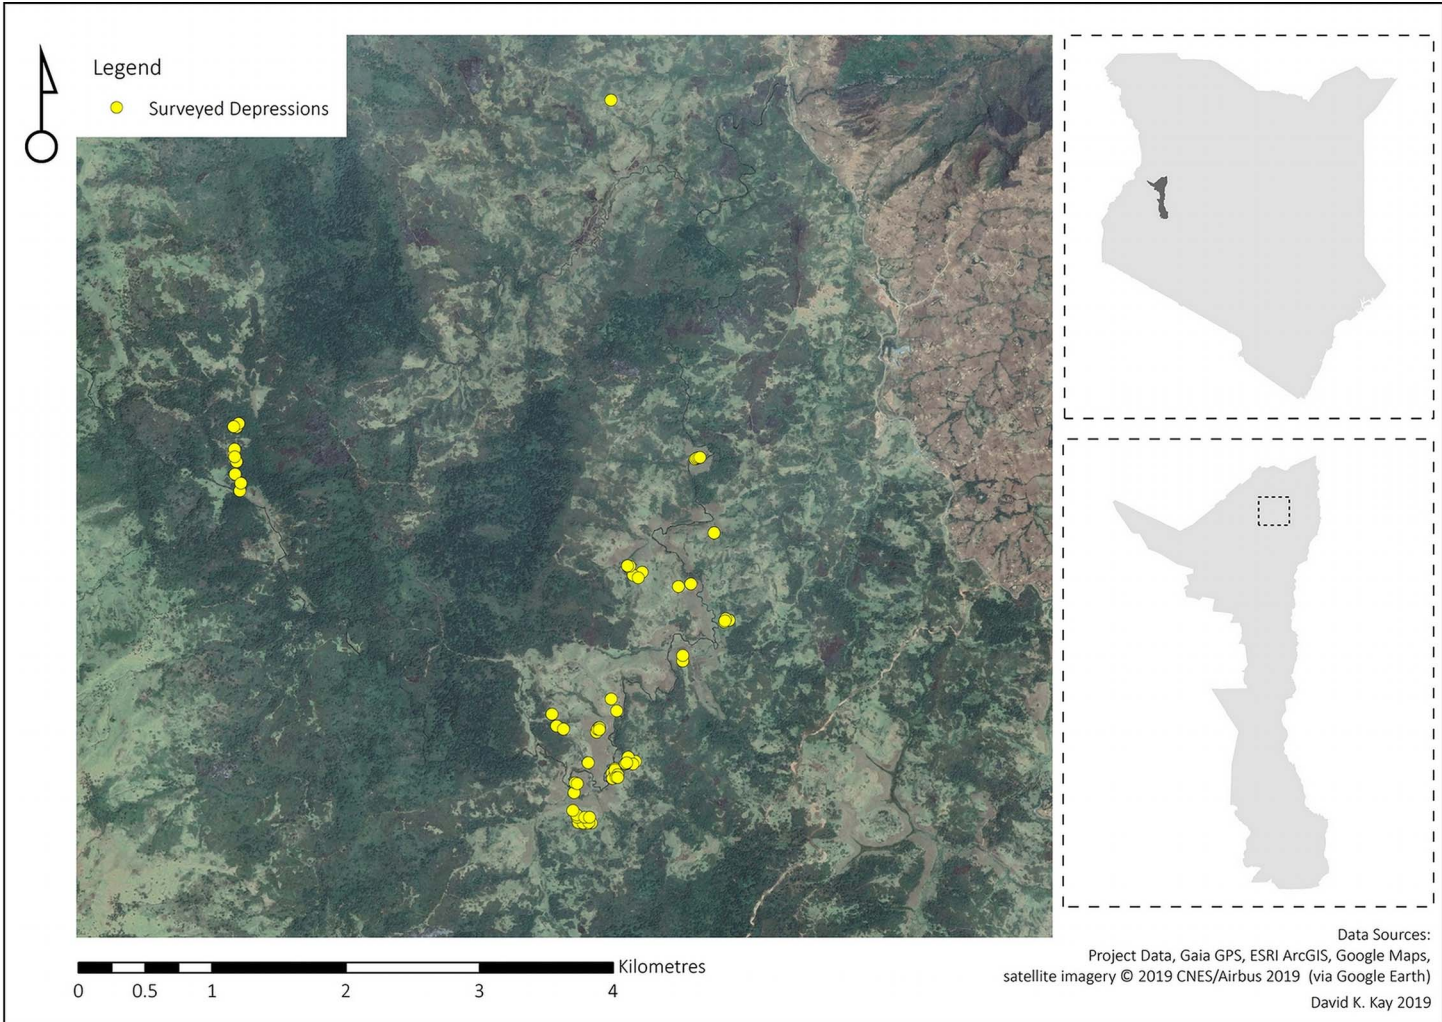 Legend
Surveyed Depressions
Kilometres
0 0.5 1 2 3 4
Data Sources:
Project Data, Gaia GPS, ESRI ArcGIS, Google Maps,
satellite imagery © 2019 CNES/Airbus 2019 (via Google Earth)
David K. Kay 2019